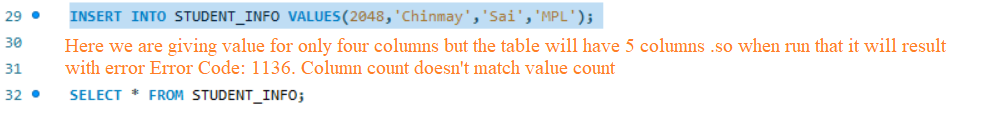 29 INSERT INTO STUDENT_INFO VALUES(2048,'Chinmay','Sai','MPL');
30 Here we are giving value for only four columns but the table will have 5 columns .so when run that it will result
31 with error Error Code: 1136. Column count doesn't match value count
32 SELECT * FROM STUDENT_INFO;